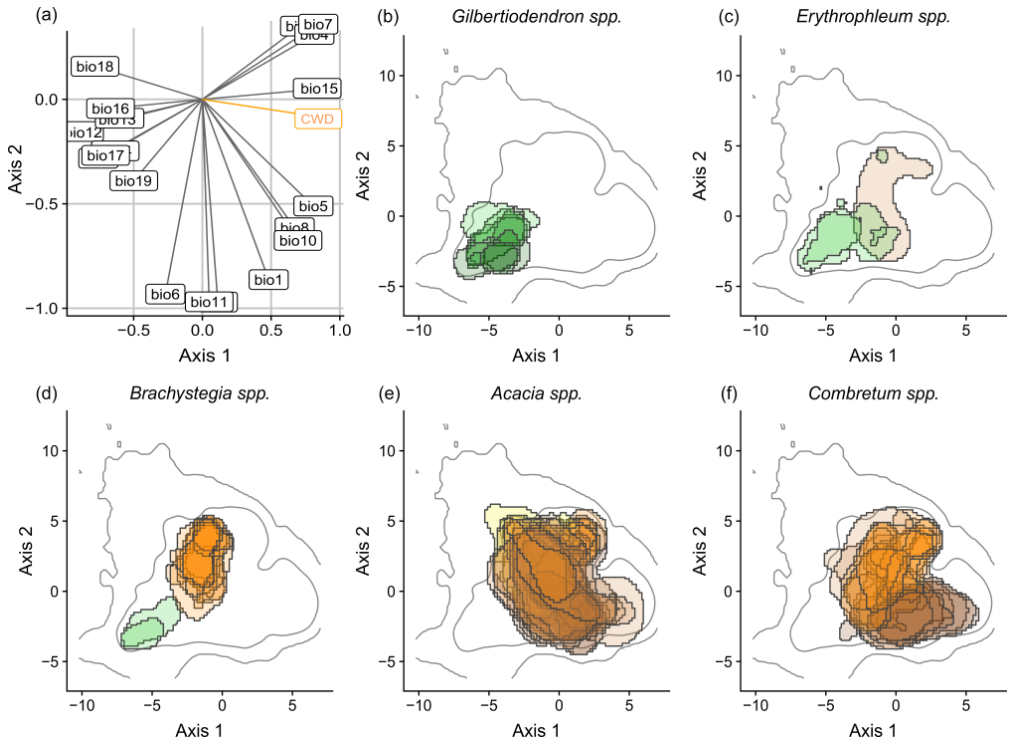 (a)
bio7
bio4
bio18
bio15
bio16
bio13
CWD
bio12
bio17
bio19
bio5
bio8
bio10
bio1
bio6
bio11
0.0
−0.5
−1.0
Axis 2
−0.5 0.0 0.5 1.0
Axis 1
(b) Gilbertiodendron spp.
10
5
0
−5
Axis 2
−10 −5 0 5
Axis 1
(c) Erythrophleum spp.
10
5
0
−5
Axis 2
−10 −5 0 5
Axis 1
(d) Brachystegia spp.
10
5
0
−5
Axis 2
−10 −5 0 5
Axis 1
(e) Acacia spp.
10
5
0
−5
Axis 2
−10 −5 0 5
Axis 1
(f) Combretum spp.
10
5
0
−5
Axis 2
−10 −5 0 5
Axis 1